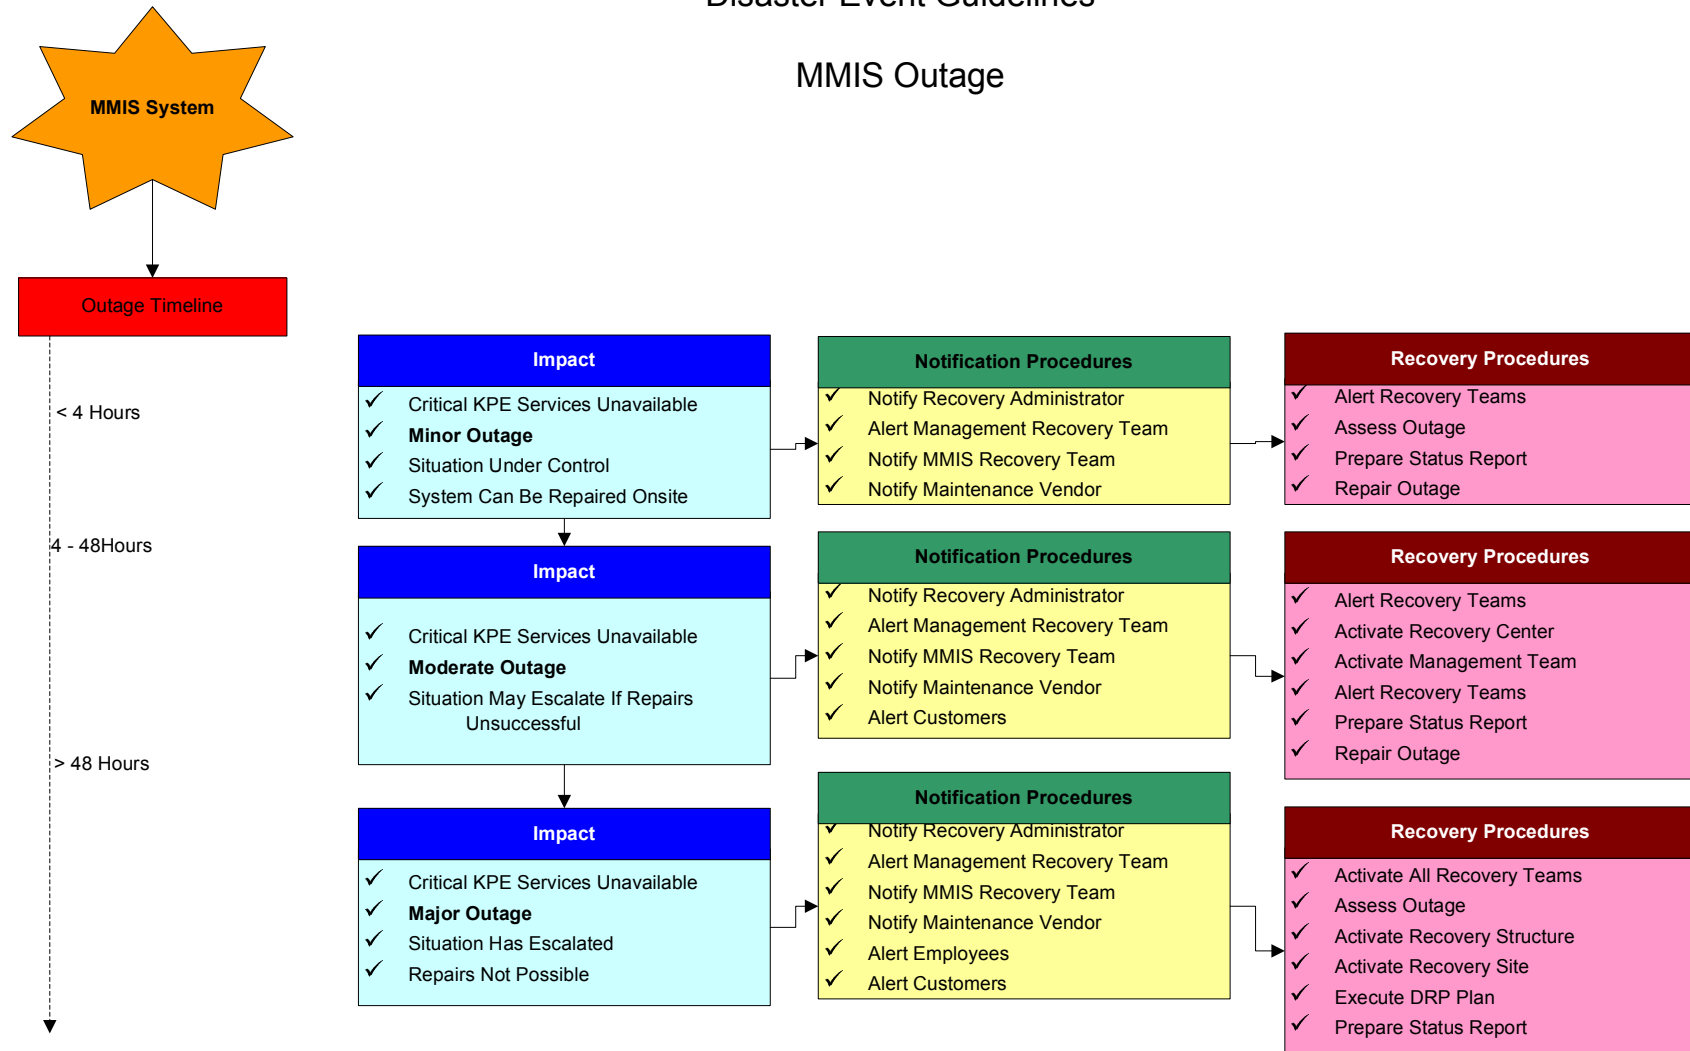 Disaster Event Guidelines
MMIS Outage
MMIS System
Outage Timeline
< 4 Hours
4 - 48Hours
> 48 Hours
Impact
✓ Critical KPE Services Unavailable
✓ Minor Outage
✓ Situation Under Control
✓ System Can Be Repaired Onsite
Notification Procedures
✓ Notify Recovery Administrator
✓ Alert Management Recovery Team
✓ Notify MMIS Recovery Team
✓ Notify Maintenance Vendor
Recovery Procedures
✓ Alert Recovery Teams
✓ Assess Outage
✓ Prepare Status Report
✓ Repair Outage
Impact
✓ Critical KPE Services Unavailable
✓ Moderate Outage
✓ Situation May Escalate If Repairs
Unsuccessful
Notification Procedures
✓ Notify Recovery Administrator
✓ Alert Management Recovery Team
✓ Notify MMIS Recovery Team
✓ Notify Maintenance Vendor
✓ Alert Customers
Recovery Procedures
✓ Alert Recovery Teams
✓ Activate Recovery Center
✓ Activate Management Team
✓ Alert Recovery Teams
✓ Prepare Status Report
✓ Repair Outage
Impact
✓ Critical KPE Services Unavailable
✓ Major Outage
✓ Situation Has Escalated
✓ Repairs Not Possible
Notification Procedures
✓ Notify Recovery Administrator
✓ Alert Management Recovery Team
✓ Notify MMIS Recovery Team
✓ Notify Maintenance Vendor
✓ Alert Employees
✓ Alert Customers
Recovery Procedures
✓ Activate All Recovery Teams
✓ Assess Outage
✓ Activate Recovery Structure
✓ Activate Recovery Site
✓ Execute DRP Plan
✓ Prepare Status Report